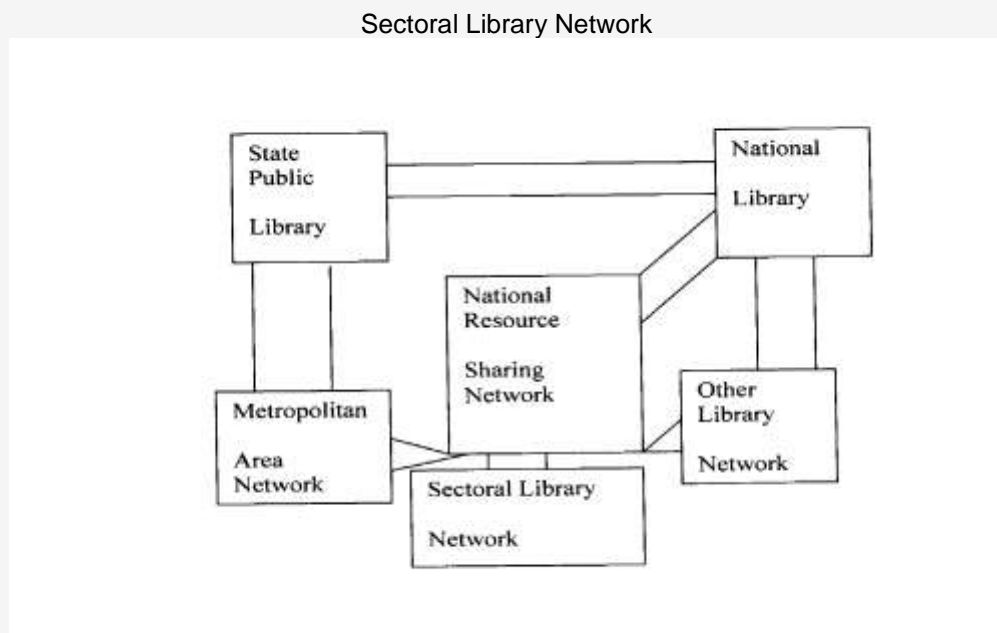 Sectoral Library Network
State
Public
Library
National
Library
National
Resource
Sharing
Network
Metropolitan
Area
Network
Other
Library
Network
Sectoral Library
Network